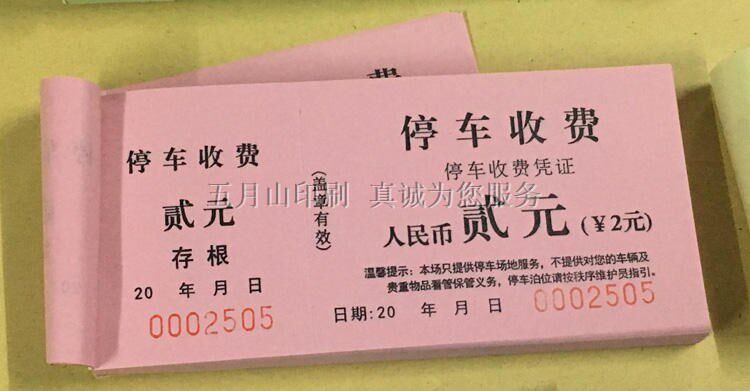 费
停车收费
贰元
存根
20 年 月 日
0002505
(盖章有效)
停车收费
停车收费凭证
人民币 贰元 (¥2元)
温馨提示：本场只提供停车场地服务，不提供对您的车辆及
贵重物品看管保管义务，停车泊位请按秩序维护员指引。
日期:20 年 月 日
0002505
五月山印刷 真诚为您服务